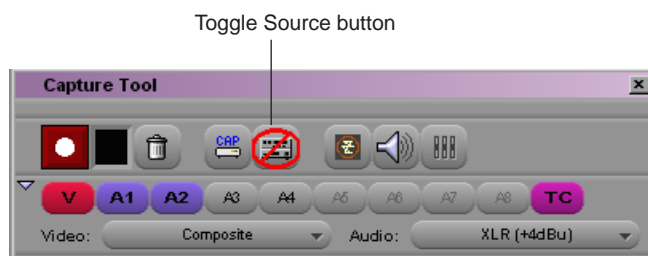 Toggle Source button
Capture Tool
CAP
V A1 A2 A3 A4 A5 A6 A7 A8 TC
Video: Composite Audio: XLR (+4dBu)